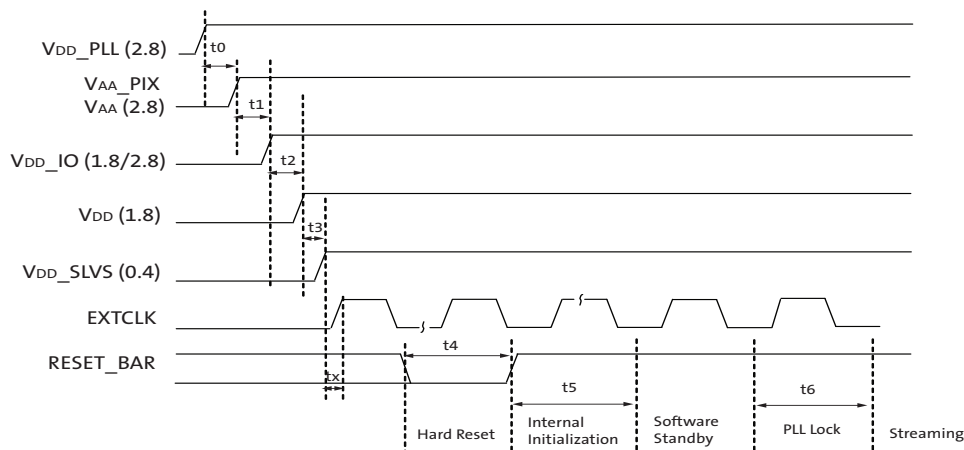 VDD_PLL (2.8)
t0
VAA_PIX
VAA (2.8)
t1
VDD_IO (1.8/2.8)
t2
VDD (1.8)
t3
VDD_SLVS (0.4)
EXTCLK
RESET_BAR
t4
tx
t5
t6
Hard Reset
Internal
Initialization
Software
Standby
PLL Lock
Streaming